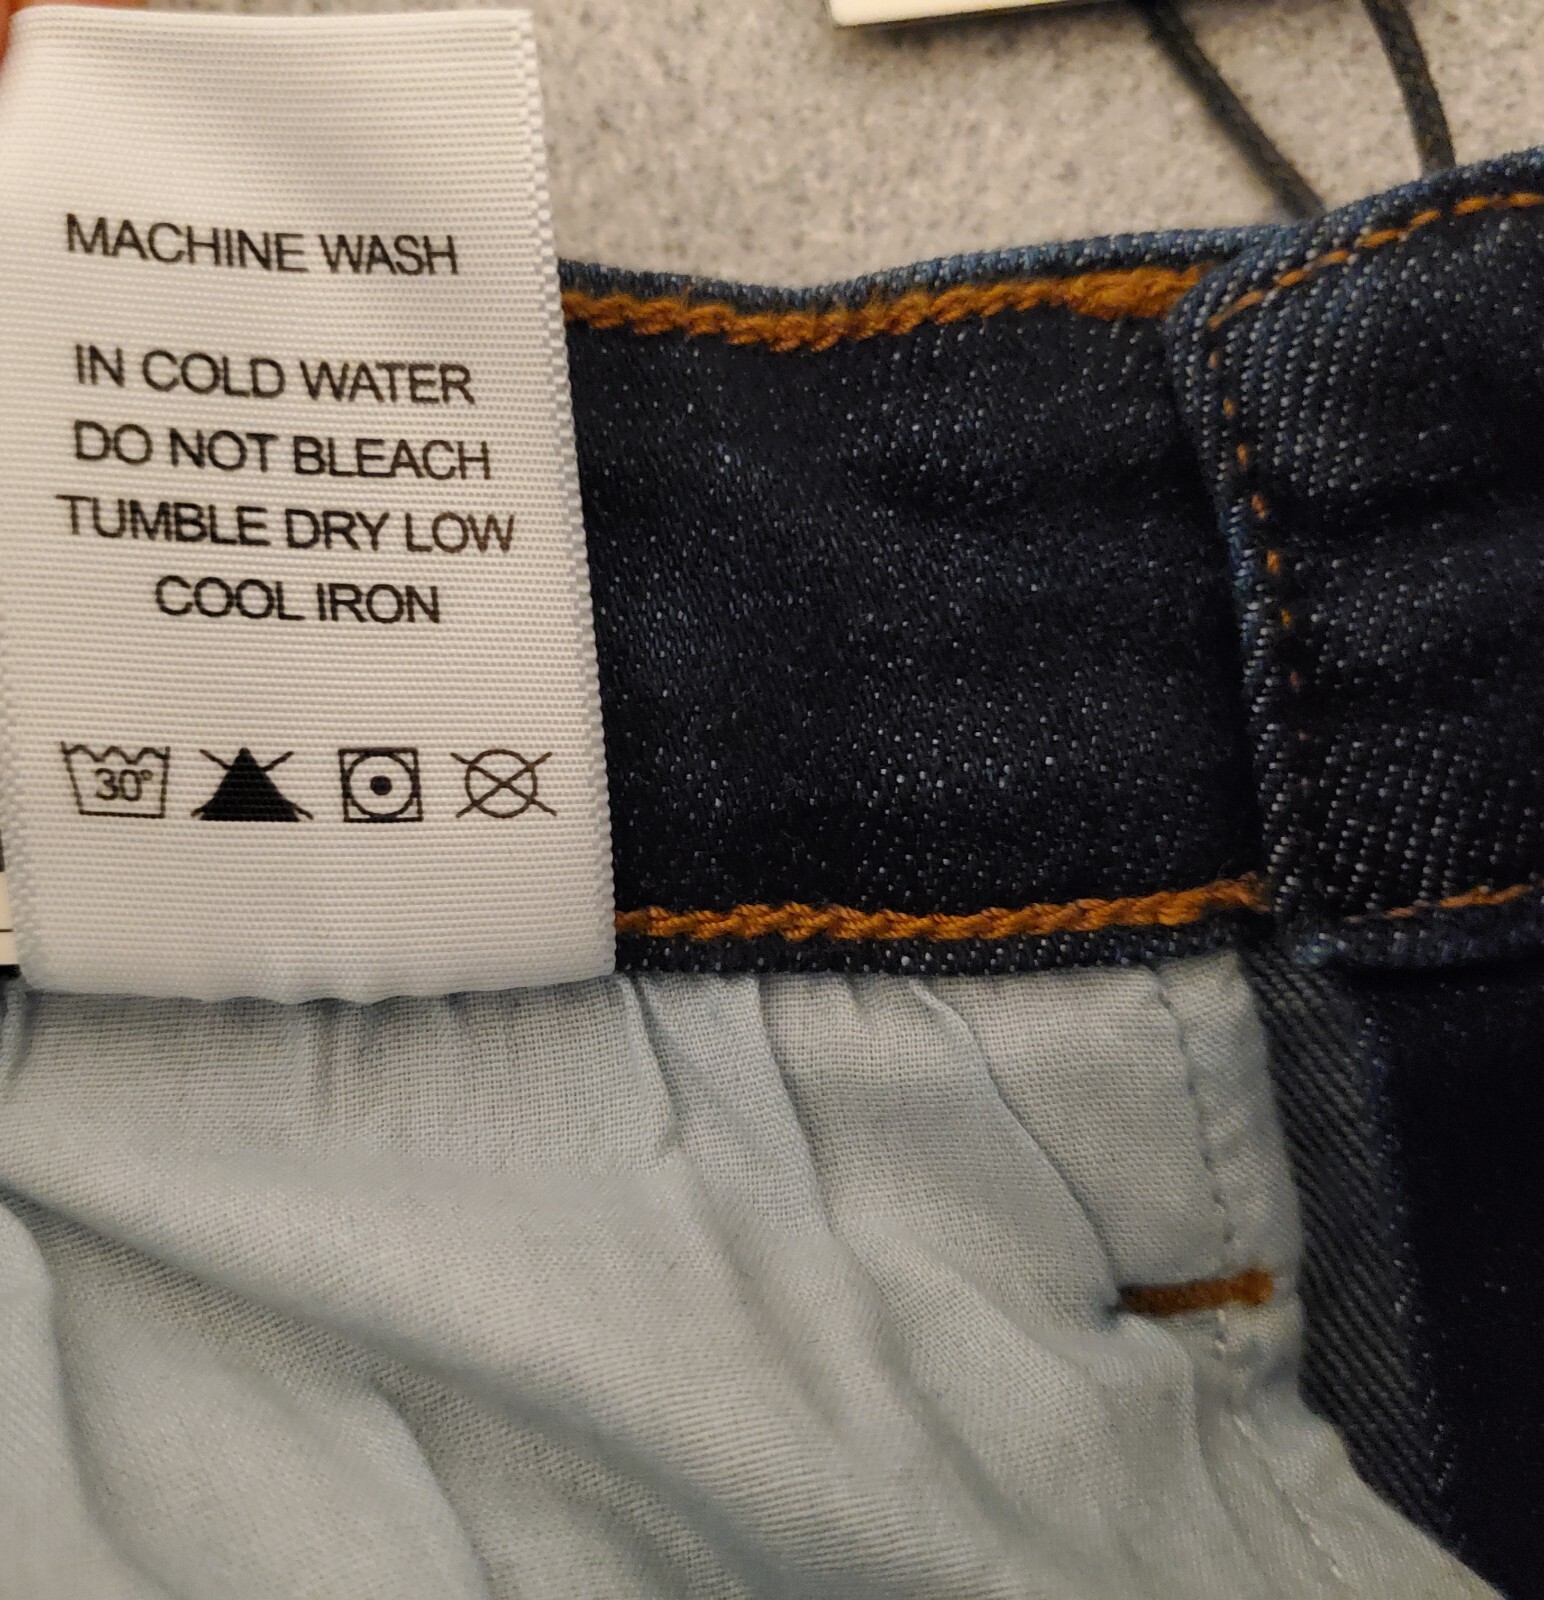 MACHINE WASH
IN COLD WATER
DO NOT BLEACH
TUMBLE DRY LOW
COOL IRON
30°